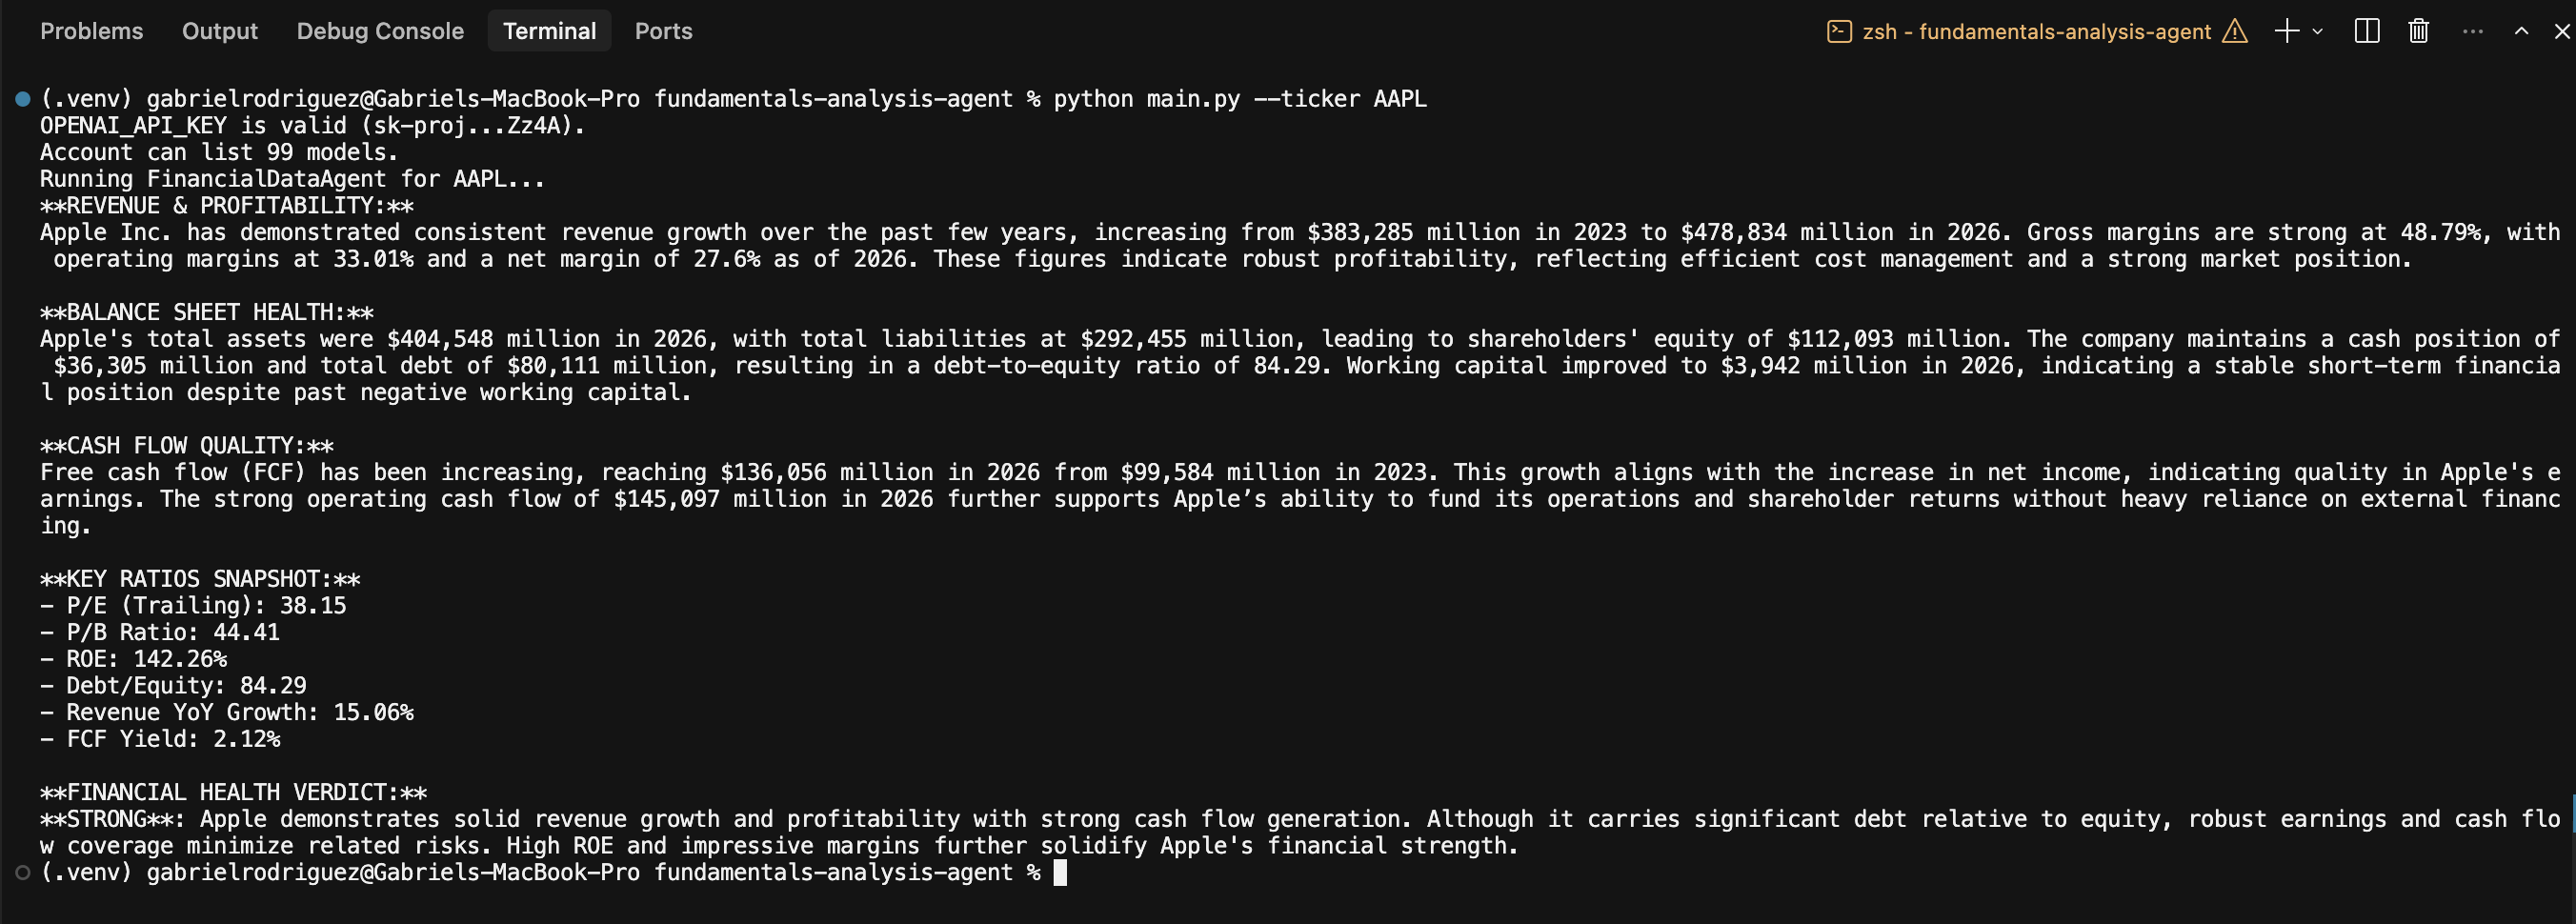 Problems Output Debug Console Terminal Ports zsh - fundamentals-analysis-agent
(.venv) gabrielrodriguez@Gabriels-MacBook-Pro fundamentals-analysis-agent % python main.py --ticker AAPL
OPENAI_API_KEY is valid (sk-proj...Zz4A).
Account can list 99 models.
Running FinancialDataAgent for AAPL...
**REVENUE & PROFITABILITY:**
Apple Inc. has demonstrated consistent revenue growth over the past few years, increasing from $383,285 million in 2023 to $478,834 million in 2026. Gross margins are strong at 48.79%, with
operating margins at 33.01% and a net margin of 27.6% as of 2026. These figures indicate robust profitability, reflecting efficient cost management and a strong market position.

**BALANCE SHEET HEALTH:**
Apple's total assets were $404,548 million in 2026, with total liabilities at $292,455 million, leading to shareholders' equity of $112,093 million. The company maintains a cash position of
$36,305 million and total debt of $80,111 million, resulting in a debt-to-equity ratio of 84.29. Working capital improved to $3,942 million in 2026, indicating a stable short-term financia
l position despite past negative working capital.

**CASH FLOW QUALITY:**
Free cash flow (FCF) has been increasing, reaching $136,056 million in 2026 from $99,584 million in 2023. This growth aligns with the increase in net income, indicating quality in Apple's e
arnings. The strong operating cash flow of $145,097 million in 2026 further supports Apple’s ability to fund its operations and shareholder returns without heavy reliance on external financ
ing.

**KEY RATIOS SNAPSHOT:**
- P/E (Trailing): 38.15
- P/B Ratio: 44.41
- ROE: 142.26%
- Debt/Equity: 84.29
- Revenue YoY Growth: 15.06%
- FCF Yield: 2.12%

**FINANCIAL HEALTH VERDICT:**
**STRONG**: Apple demonstrates solid revenue growth and profitability with strong cash flow generation. Although it carries significant debt relative to equity, robust earnings and cash flo
w coverage minimize related risks. High ROE and impressive margins further solidify Apple's financial strength.
(.venv) gabrielrodriguez@Gabriels-MacBook-Pro fundamentals-analysis-agent %